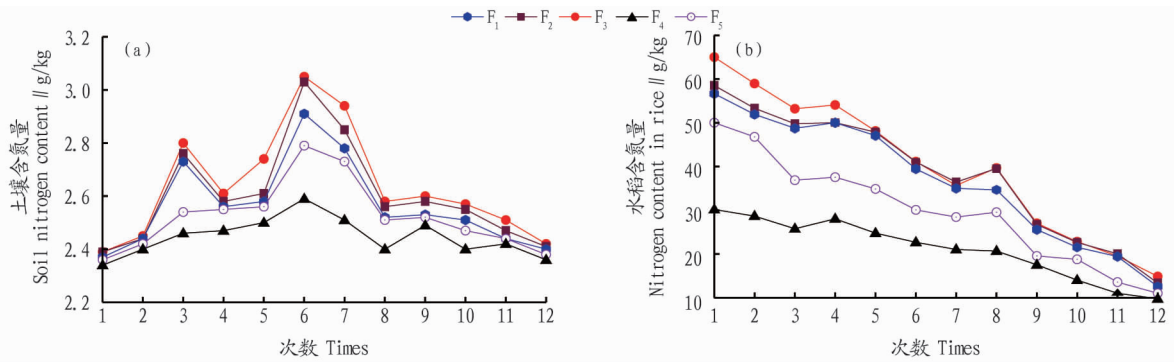 F1 F2 F3 F4 F5
(a)
土壤含氮量
Soil nitrogen content // g/kg
3.2
3.0
2.8
2.6
2.4
2.2
1 2 3 4 5 6 7 8 9 10 11 12
次数 Times
(b)
水稻含氮量
Nitrogen content in rice // g/kg
70
60
50
40
30
20
10
1 2 3 4 5 6 7 8 9 10 11 12
次数 Times